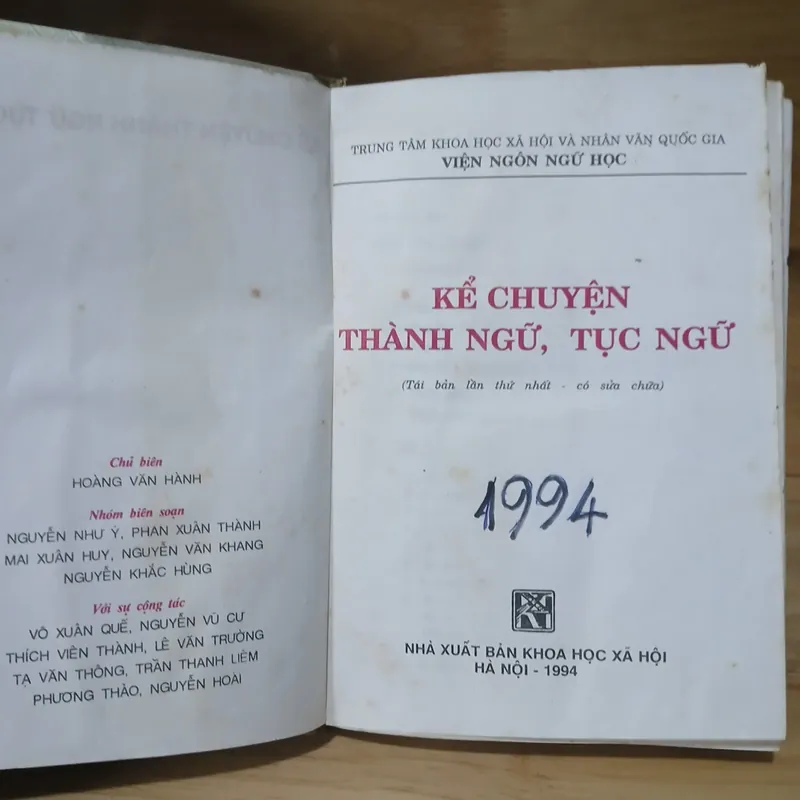 Chủ biên
HOÀNG VĂN HÀNH
Nhóm biên soạn
NGUYỄN NHƯ Ý, PHAN XUÂN THÀNH
MAI XUÂN HUY, NGUYỄN VĂN KHANG
NGUYỄN KHẮC HÙNG
Với sự cộng tác
VÕ XUÂN QUẾ, NGUYỄN VŨ CƯ
THÍCH VIÊN THÀNH, LÊ VĂN TRƯỜNG
TẠ VĂN THÔNG, TRẦN THANH LIÊM
PHƯƠNG THẢO, NGUYỄN HOÀI
TRUNG TÂM KHOA HỌC XÃ HỘI VÀ NHÂN VĂN QUỐC GIA
VIỆN NGÔN NGỮ HỌC
KỂ CHUYỆN
THÀNH NGỮ, TỤC NGỮ
(Tái bản lần thứ nhất - có sửa chữa)
1994
NHÀ XUẤT BẢN KHOA HỌC XÃ HỘI
HÀ NỘI - 1994